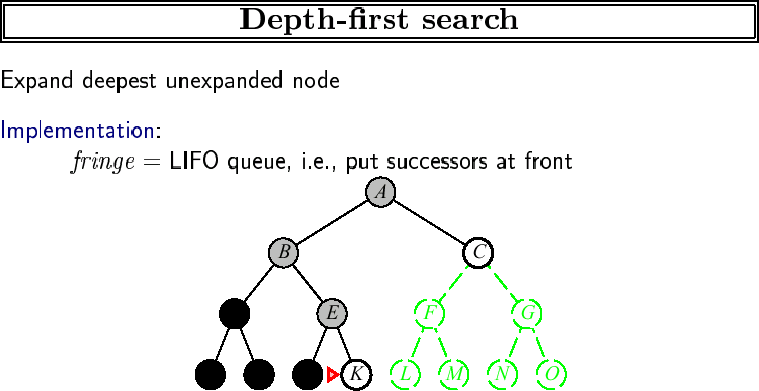 Depth-first search
Expand deepest unexpanded node
Implementation:
fringe = LIFO queue, i.e., put successors at front
A
B C
E F G
K L M N O